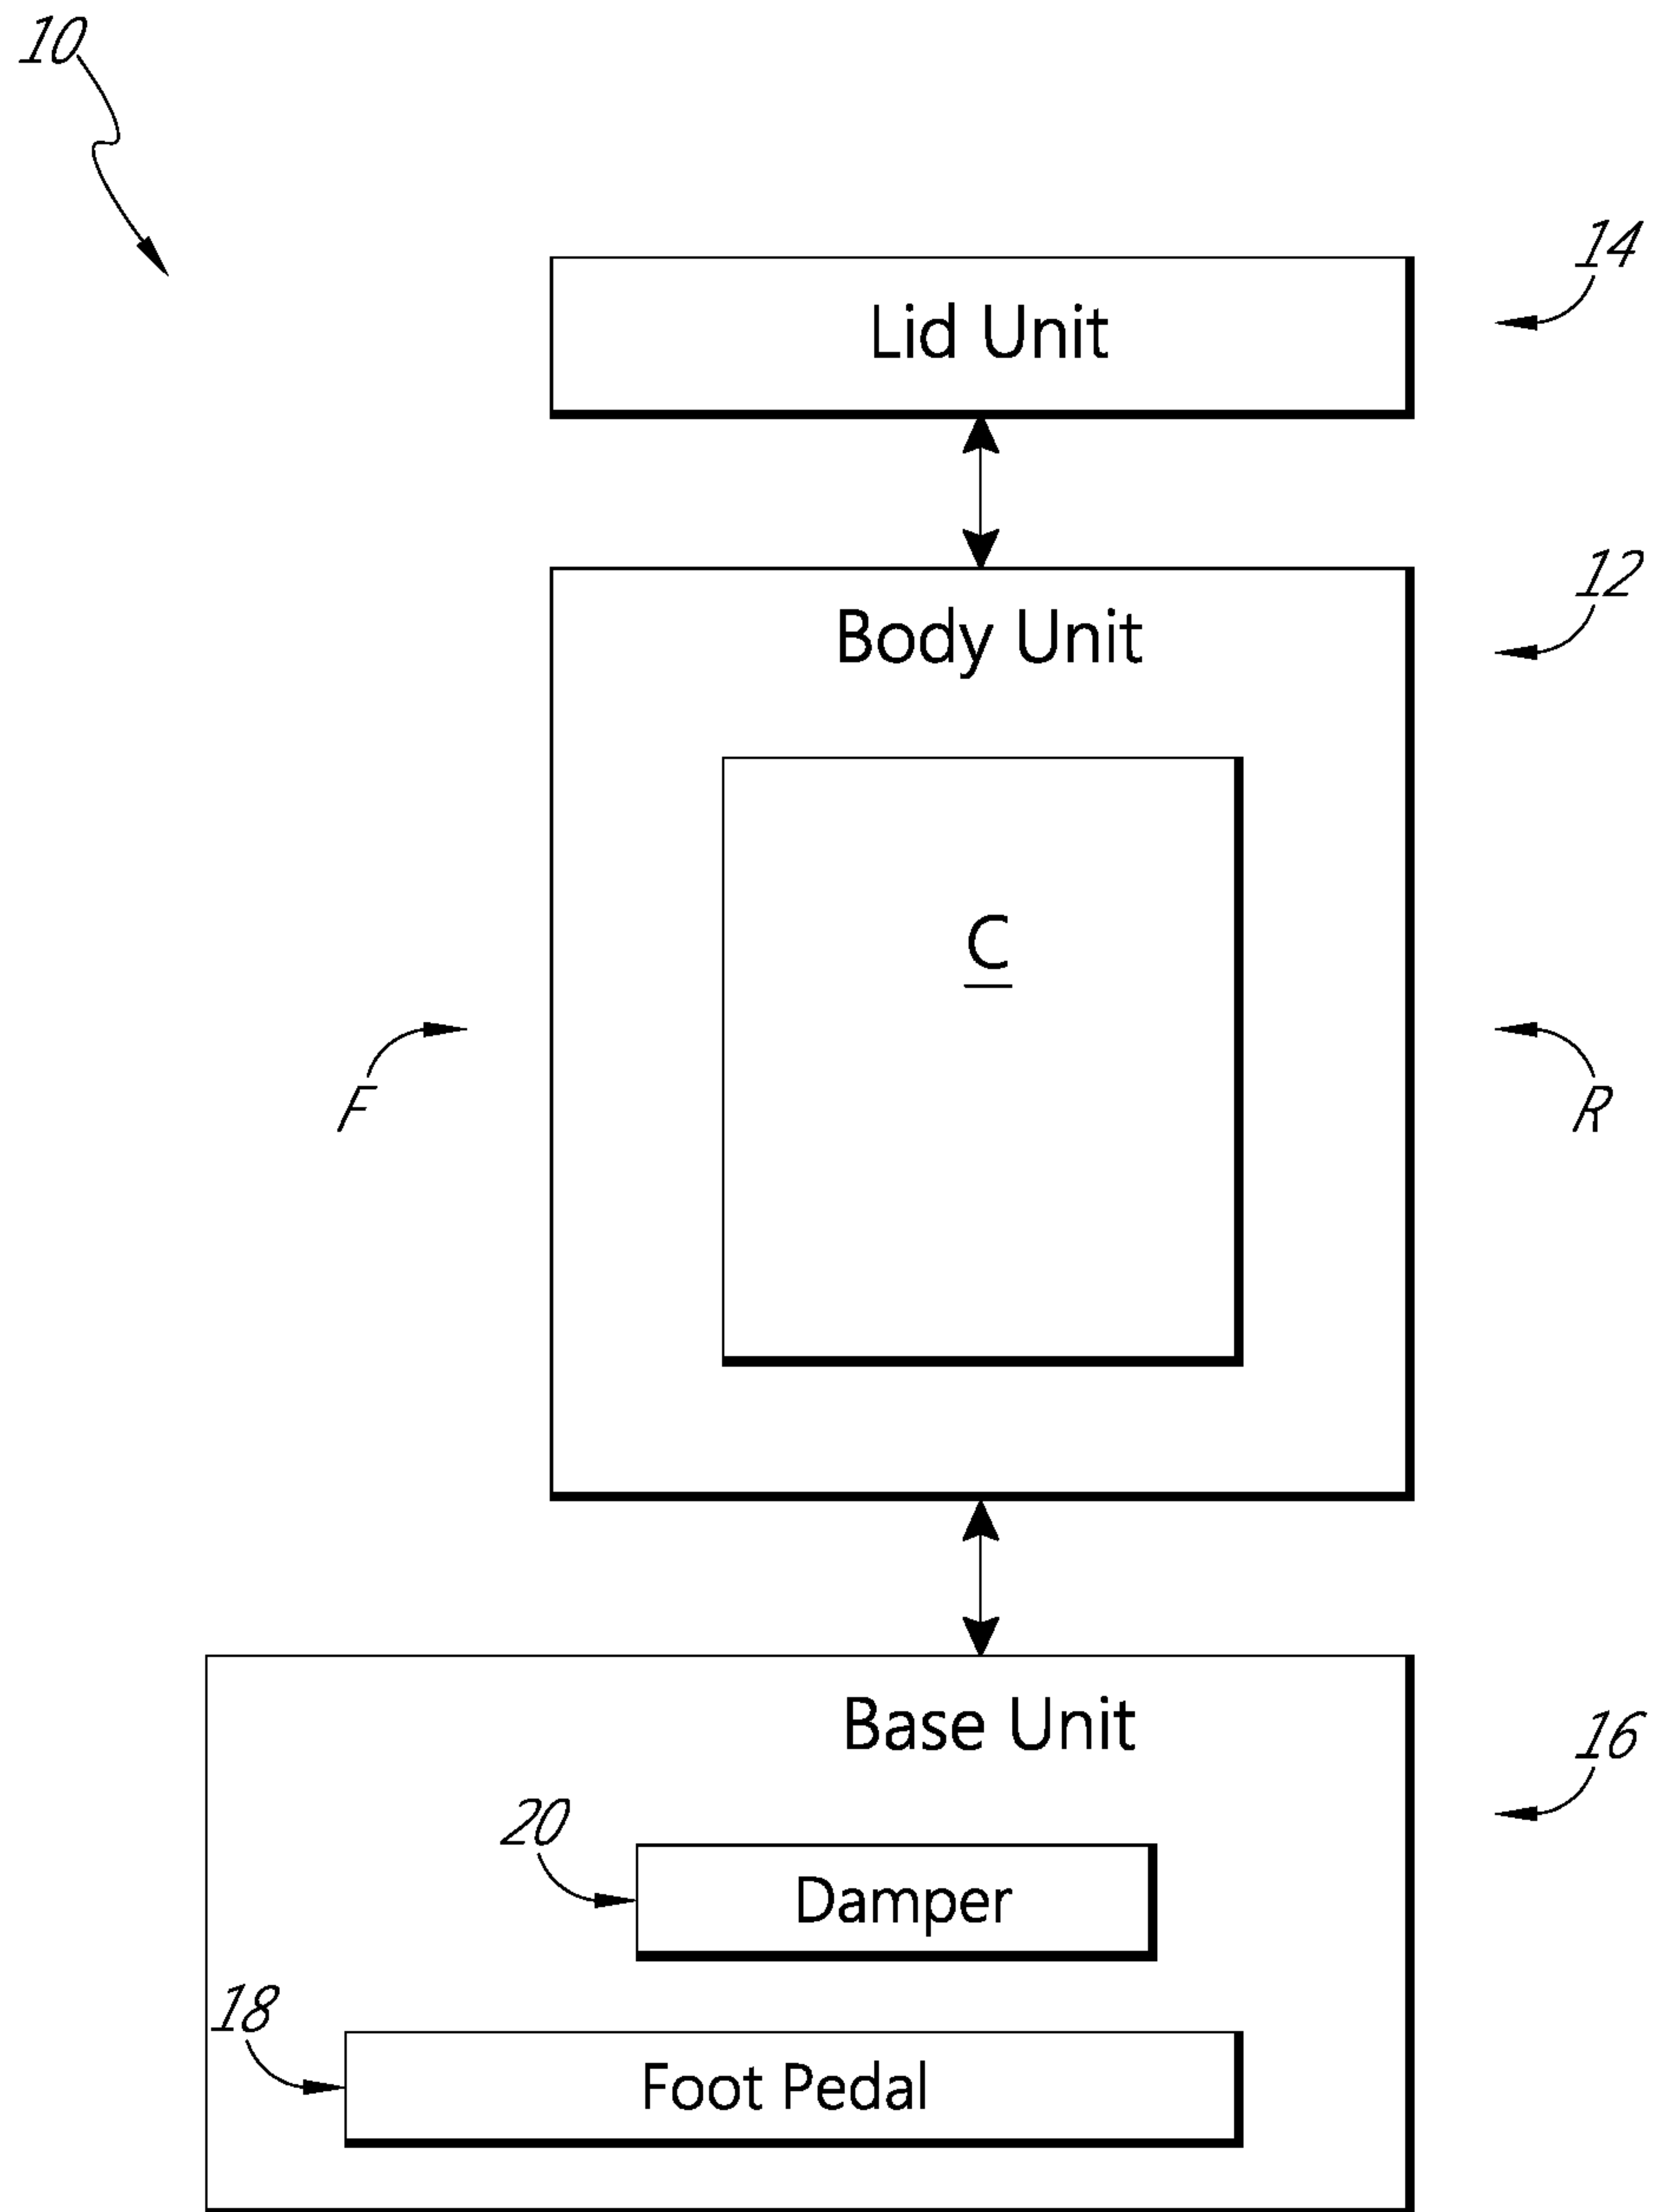 10
14
Lid Unit
12
Body Unit
C
F
R
Base Unit
16
20
Damper
18
Foot Pedal